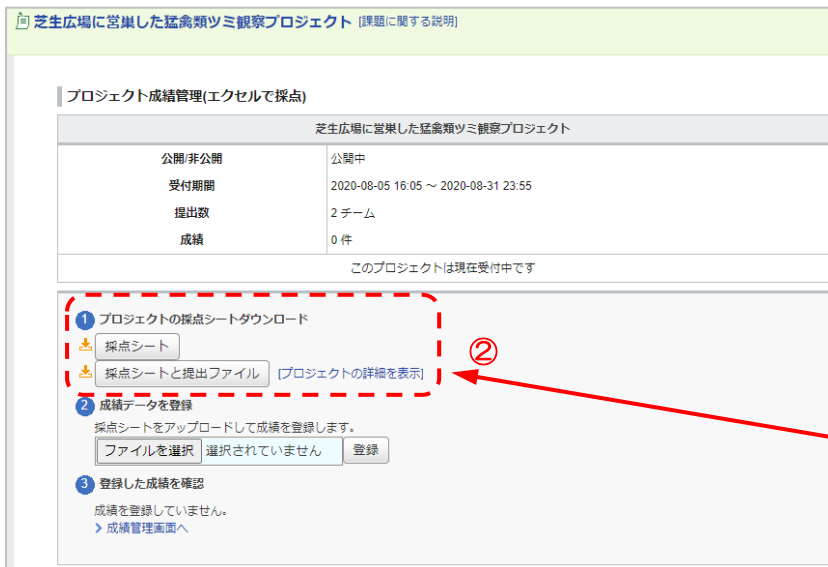 芝生広場に営巣した猛禽類ツミ観察プロジェクト [課題に関する説明]
プロジェクト成績管理(エクセルで採点)
芝生広場に営巣した猛禽類ツミ観察プロジェクト
公開/非公開 公開中
受付期間 2020-08-05 16:05 ～ 2020-08-31 23:55
提出数 2 チーム
成績 0 件
このプロジェクトは現在受付中です
1 プロジェクトの採点シートダウンロード
採点シート
②
採点シートと提出ファイル [プロジェクトの詳細を表示]
2 成績データを登録
採点シートをアップロードして成績を登録します。
ファイルを選択 選択されていません 登録
3 登録した成績を確認
成績を登録していません。
成績管理画面へ